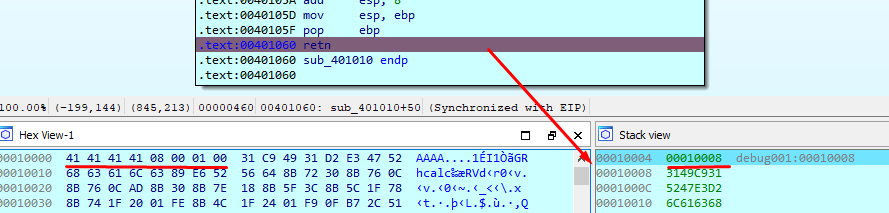 .text:0040105A add     esp, 8
.text:0040105D mov     esp, ebp
.text:0040105F pop     ebp
.text:00401060 retn
.text:00401060 sub_401010 endp
.text:00401060
100.00% (-199,144) (845,213) 00000460 00401060: sub_401010+50 (Synchronized with EIP)
Hex View-1
Stack view
00010000  41 41 41 41 08 00 01 00  31 C9 49 31 D2 E3 47 52  AAAA....1ÉI1ÒãGR
00010010  68 63 61 6C 63 89 E6 52  56 64 8B 72 30 8B 76 0C  hcalc‰æRVd‹r0‹v.
00010020  8B 76 0C AD 8B 30 8B 7E  18 8B 5F 3C 8B 5C 1F 78  ‹v.­‹0‹~.‹_<‹\.x
00010030  8B 74 1F 20 01 FE 8B 4C  1F 24 01 F9 0F B7 2C 51  ‹t. .þ‹L.$.ù.·,Q
00010004  00010008  debug001:00010008
00010008  3149C931
0001000C  5247E3D2
00010010  6C616368